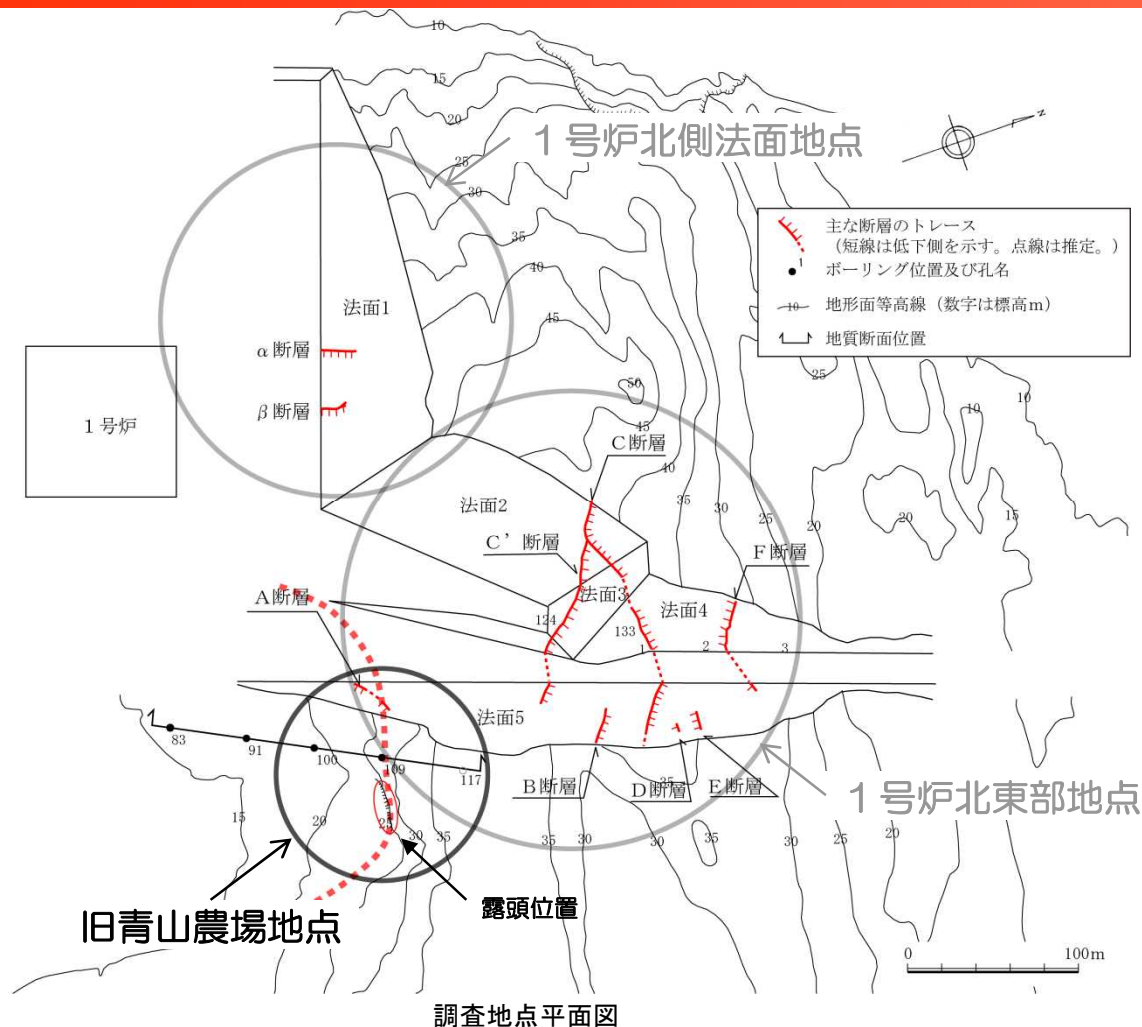 10
15
20
1号炉北側法面地点
25
30
N
主な断層のトレース
(短線は低下側を示す。点線は推定。)
1
ボーリング位置及び孔名
10
地形面等高線(数字は標高m)
地質断面位置
35
40
45
法面1
α断層
β断層
1号炉
50
45
25
10
10
C断層
40
35
30
25
20
20
15
法面2
C’断層
F断層
A断層
法面3
法面4
124
133
1
2
3
法面5
83
91
100
109
117
15
20
25
30
35
B断層
D断層
E断層
35
1号炉北東部地点
35
30
30
35
30
25
20
旧青山農場地点
露頭位置
0
100m
調査地点平面図